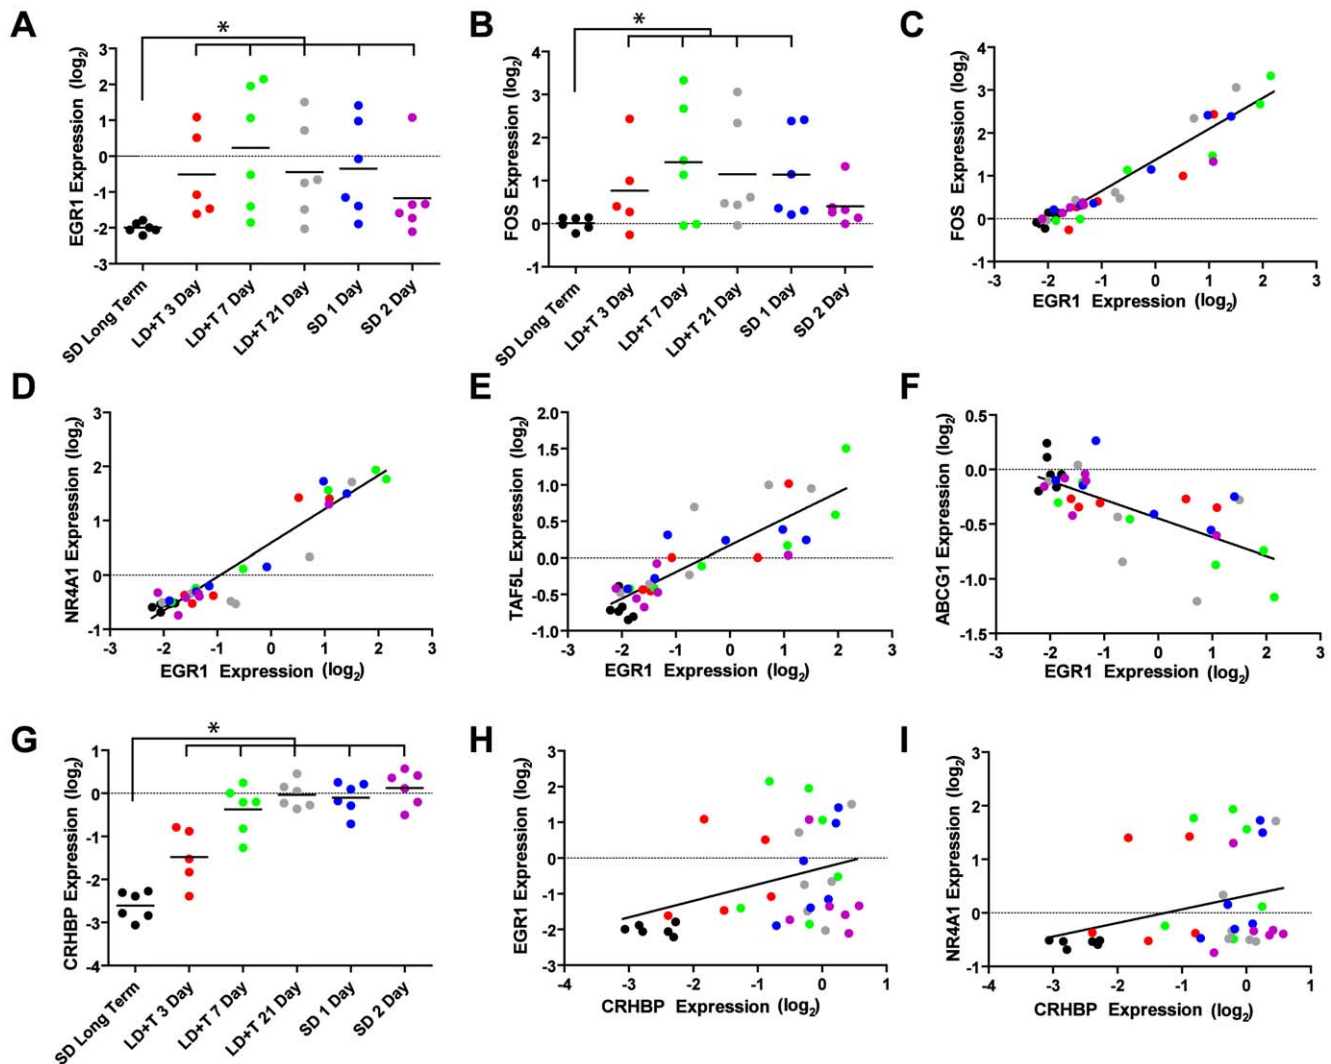 A
EGR1 Expression (log2)
3
2
1
0
-1
-2
-3
*
SD Long Term
LD+T 3 Day
LD+T 7 Day
LD+T 21 Day
SD 1 Day
SD 2 Day
B
FOS Expression (log2)
4
3
2
1
0
-1
*
SD Long Term
LD+T 3 Day
LD+T 7 Day
LD+T 21 Day
SD 1 Day
SD 2 Day
C
FOS Expression (log2)
4
3
2
1
0
-1
-3 -2 -1 0 1 2 3
EGR1 Expression (log2)
D
NR4A1 Expression (log2)
3
2
1
0
-1
-3 -2 -1 0 1 2 3
EGR1 Expression (log2)
E
TAF5L Expression (log2)
2.0
1.5
1.0
0.5
0.0
-0.5
-1.0
-3 -2 -1 0 1 2 3
EGR1 Expression (log2)
F
ABCG1 Expression (log2)
0.5
0.0
-0.5
-1.0
-1.5
-3 -2 -1 0 1 2 3
EGR1 Expression (log2)
G
CRHBP Expression (log2)
1
0
-1
-2
-3
-4
*
SD Long Term
LD+T 3 Day
LD+T 7 Day
LD+T 21 Day
SD 1 Day
SD 2 Day
H
EGR1 Expression (log2)
3
2
1
0
-1
-2
-3
-4 -3 -2 -1 0 1
CRHBP Expression (log2)
I
NR4A1 Expression (log2)
3
2
1
0
-1
-4 -3 -2 -1 0 1
CRHBP Expression (log2)